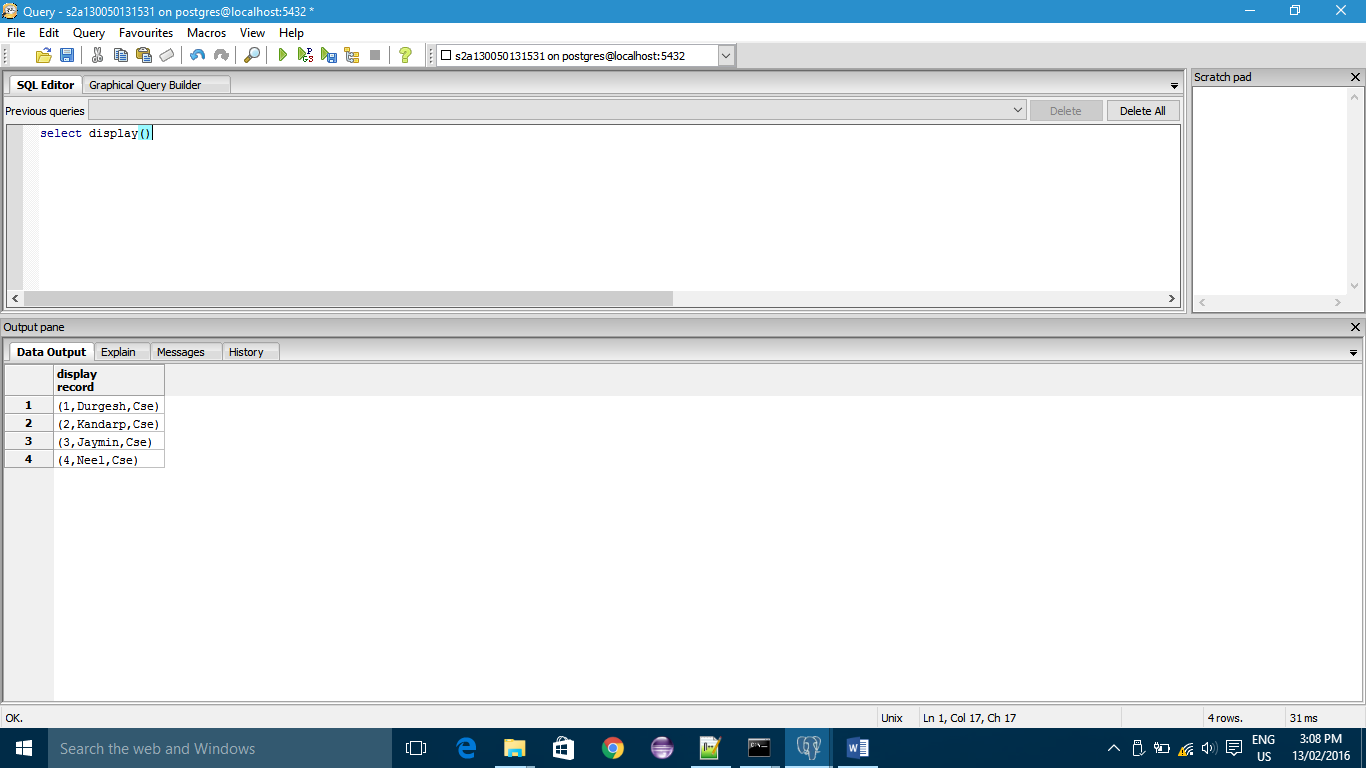 Query - s2a130050131531 on postgres@localhost:5432 *
File Edit Query Favourites Macros View Help
s2a130050131531 on postgres@localhost:5432
SQL Editor Graphical Query Builder
Scratch pad
Previous queries Delete Delete All
select display()
Output pane
Data Output Explain Messages History
display
record
1 (1,Durgesh,Cse)
2 (2,Kandarp,Cse)
3 (3,Jaymin,Cse)
4 (4,Neel,Cse)
OK. Unix Ln 1, Col 17, Ch 17 4 rows. 31 ms
Search the web and Windows
ENG
US
3:08 PM
13/02/2016